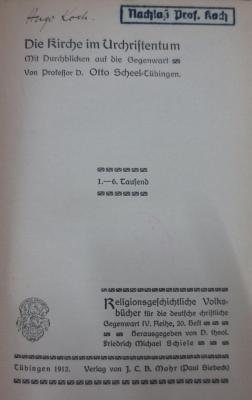 Hugo Koch.
Nachlaß Prof. Koch
Die Kirche im Urchristentum
Mit Durchblicken auf die Gegenwart
Von Professor D. Otto Scheel-Tübingen.
1.—6. Tausend
Religionsgeschichtliche Volks-
bücher für die deutsche christliche
Gegenwart IV. Reihe, 20. Heft
Herausgegeben von D. theol.
Friedrich Michael Schiele
Tübingen 1912. Verlag von J. C. B. Mohr (Paul Siebeck)